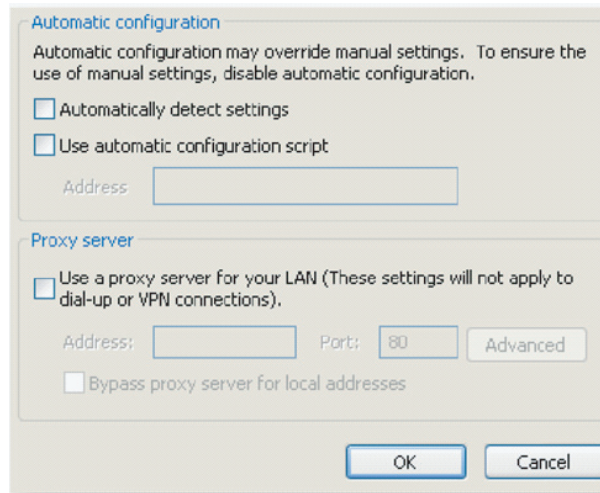 Automatic configuration
Automatic configuration may override manual settings. To ensure the
use of manual settings, disable automatic configuration.
Automatically detect settings
Use automatic configuration script
Address
Proxy server
Use a proxy server for your LAN (These settings will not apply to
dial-up or VPN connections).
Address: Port: 80 Advanced
Bypass proxy server for local addresses
OK Cancel